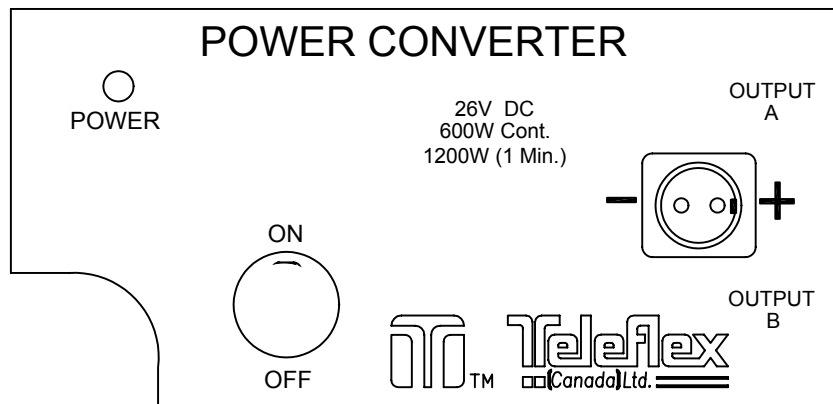 POWER CONVERTER
POWER
26V DC
600W Cont.
1200W (1 Min.)
OUTPUT
A
− +
ON
OFF
OUTPUT
B
TM
Teleflex
(Canada) Ltd.